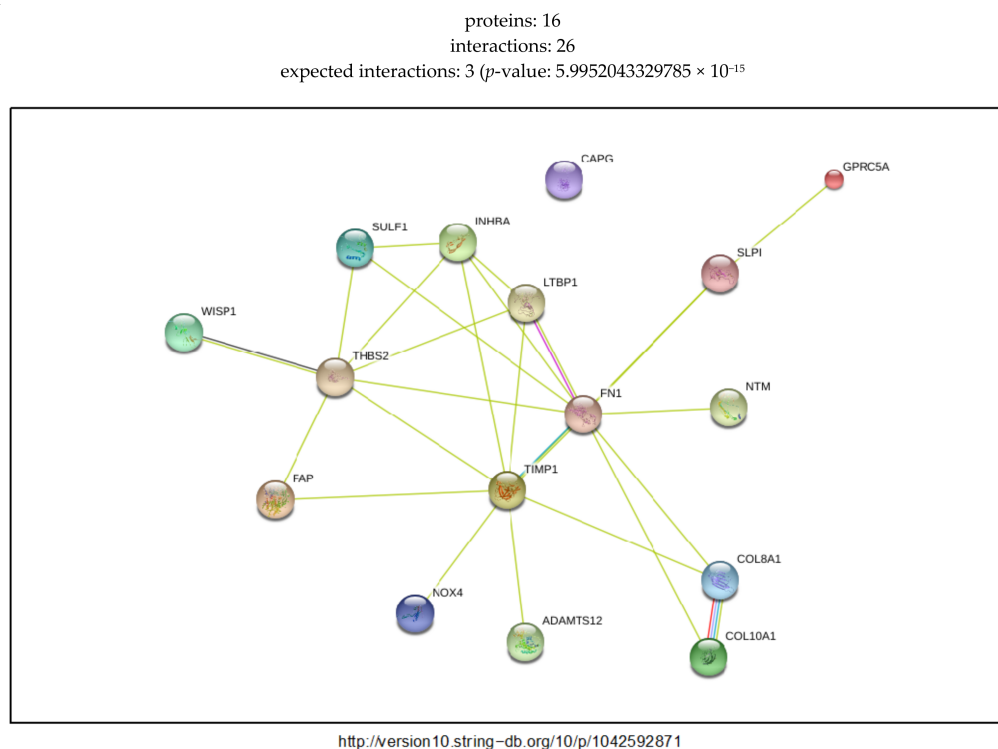 proteins: 16
interactions: 26
expected interactions: 3 (p-value: 5.9952043329785 × 10⁻¹⁵
CAPG
GPRC5A
SULF1
INHBA
SLPI
LTBP1
WISP1
THBS2
NTM
FN1
TIMP1
FAP
COL8A1
NOX4
ADAMTS12
COL10A1
http://version10.string-db.org/10/p/1042592871